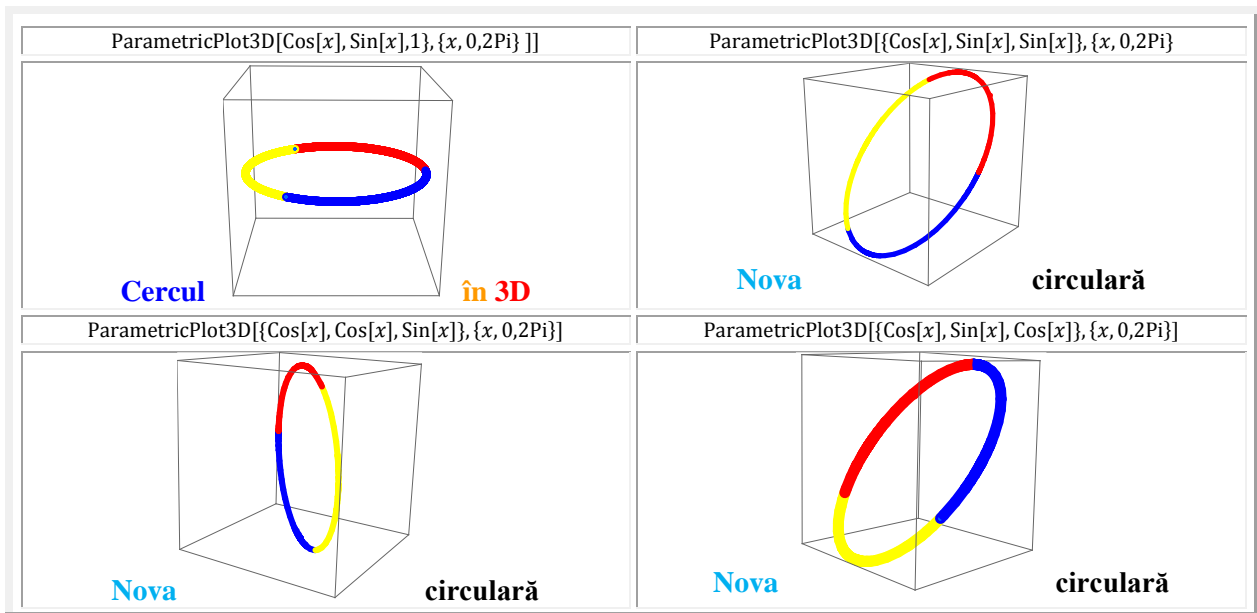 ParametricPlot3D[Cos[x], Sin[x],1}, {x, 0,2Pi} ]]
ParametricPlot3D[{Cos[x], Sin[x], Sin[x]}, {x, 0,2Pi}
Cercul în 3D
Nova circulară
ParametricPlot3D[{Cos[x], Cos[x], Sin[x]}, {x, 0,2Pi}]
ParametricPlot3D[{Cos[x], Sin[x], Cos[x]}, {x, 0,2Pi}]
Nova circulară
Nova circulară